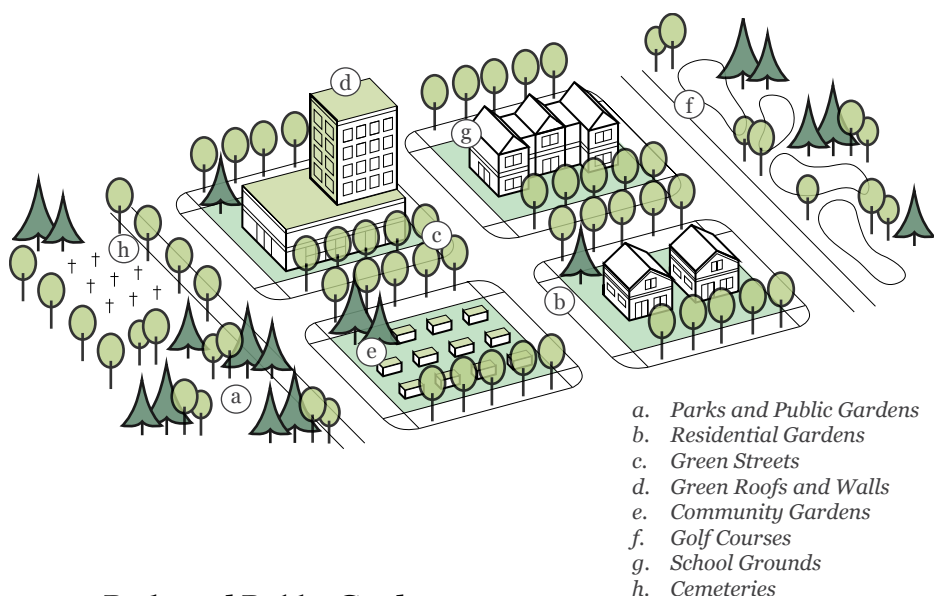 d
f
g
c
h
b
e
a
a. Parks and Public Gardens
b. Residential Gardens
c. Green Streets
d. Green Roofs and Walls
e. Community Gardens
f. Golf Courses
g. School Grounds
h. Cemeteries